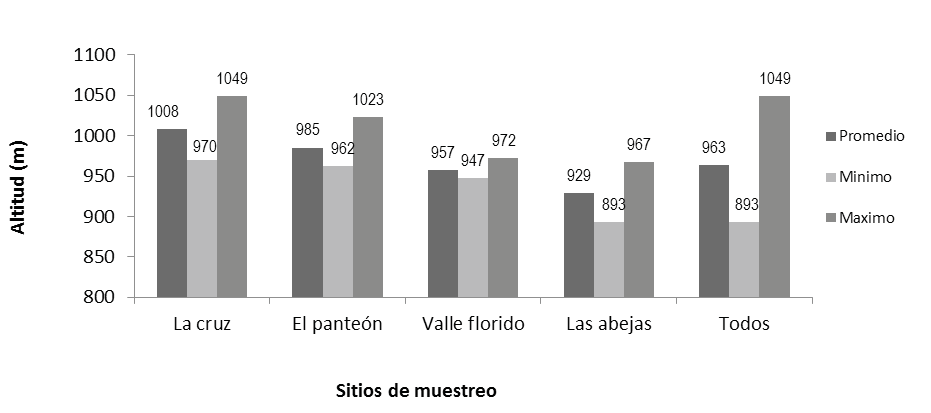 Altitud (m)
1100
1050
1000
950
900
850
800
1008
970
1049
985
962
1023
957
947
972
929
893
967
963
893
1049
La cruz
El panteón
Valle florido
Las abejas
Todos
Sitios de muestreo
Promedio
Minimo
Maximo